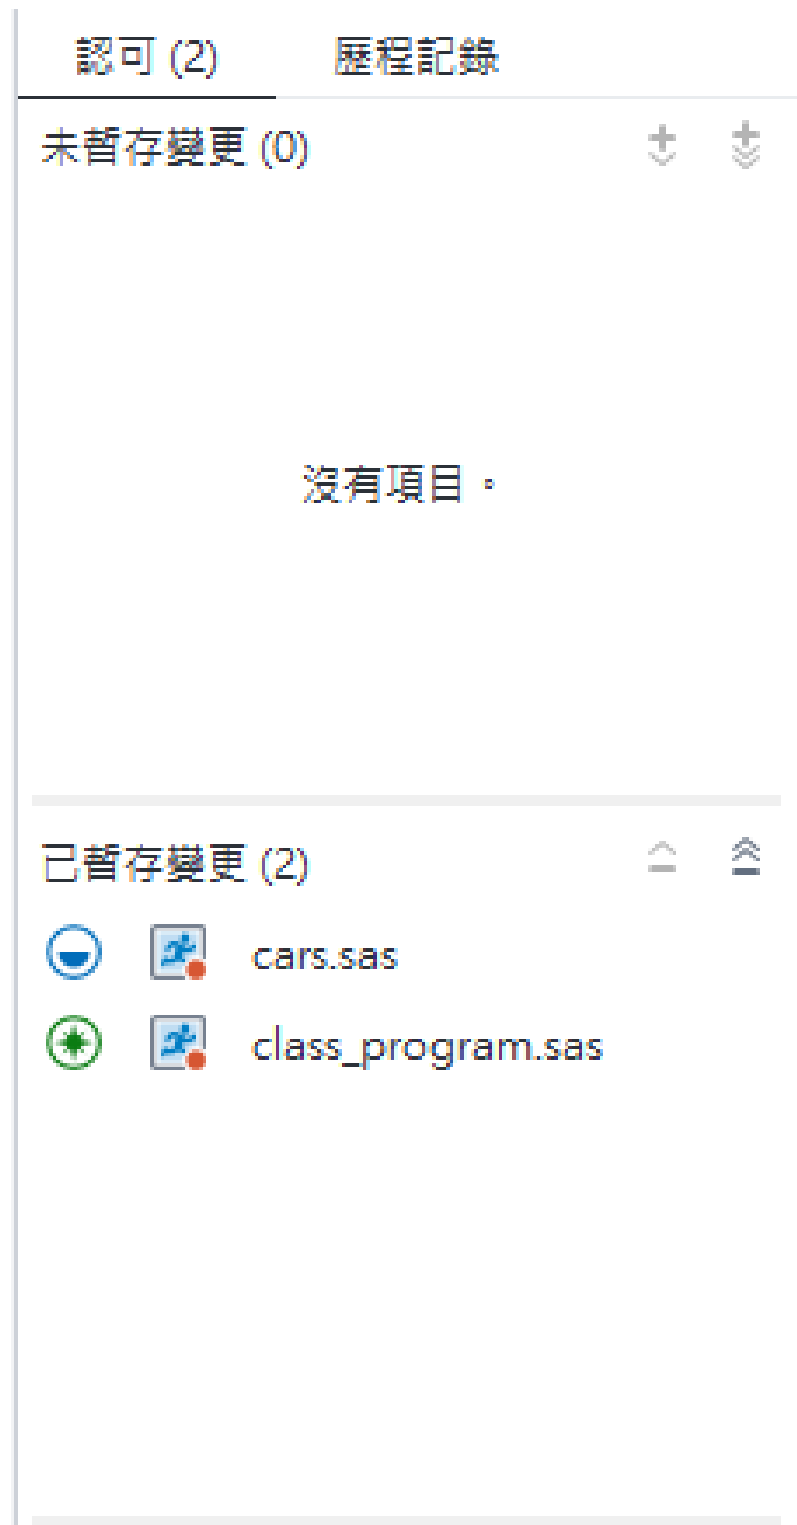 認可 (2) 歷程記錄
未暫存變更 (0)
沒有項目。
已暫存變更 (2)
cars.sas
class_program.sas